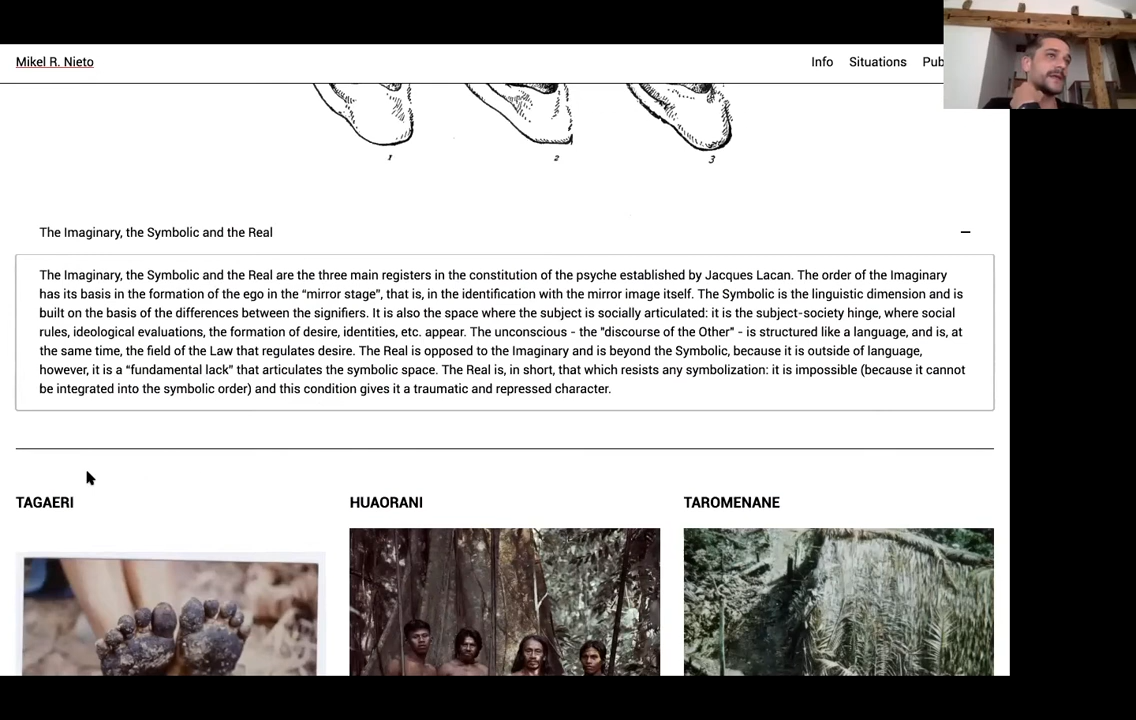 Mikel R. Nieto
Info Situations Pub
1 2 3
The Imaginary, the Symbolic and the Real
The Imaginary, the Symbolic and the Real are the three main registers in the constitution of the psyche established by Jacques Lacan. The order of the Imaginary
has its basis in the formation of the ego in the “mirror stage”, that is, in the identification with the mirror image itself. The Symbolic is the linguistic dimension and is
built on the basis of the differences between the signifiers. It is also the space where the subject is socially articulated: it is the subject-society hinge, where social
rules, ideological evaluations, the formation of desire, identities, etc. appear. The unconscious - the "discourse of the Other" - is structured like a language, and is, at
the same time, the field of the Law that regulates desire. The Real is opposed to the Imaginary and is beyond the Symbolic, because it is outside of language,
however, it is a “fundamental lack” that articulates the symbolic space. The Real is, in short, that which resists any symbolization: it is impossible (because it cannot
be integrated into the symbolic order) and this condition gives it a traumatic and repressed character.
TAGAERI
HUAORANI
TAROMENANE